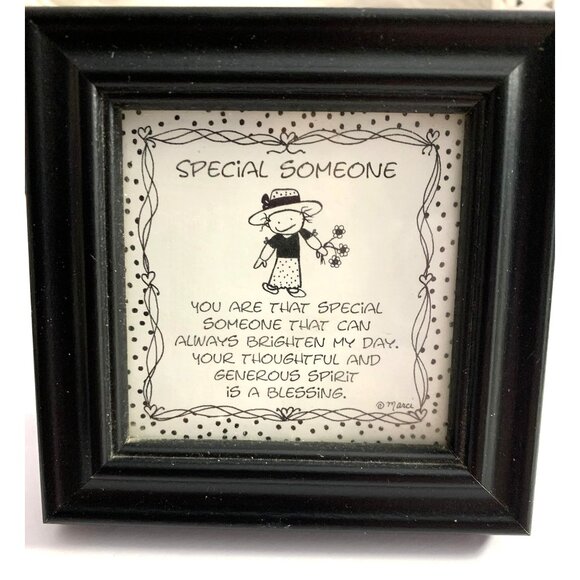 SPECIAL SOMEONE
YOU ARE THAT SPECIAL
SOMEONE THAT CAN
ALWAYS BRIGHTEN MY DAY.
YOUR THOUGHTFUL AND
GENEROUS SPIRIT
IS A BLESSING.
© Marci